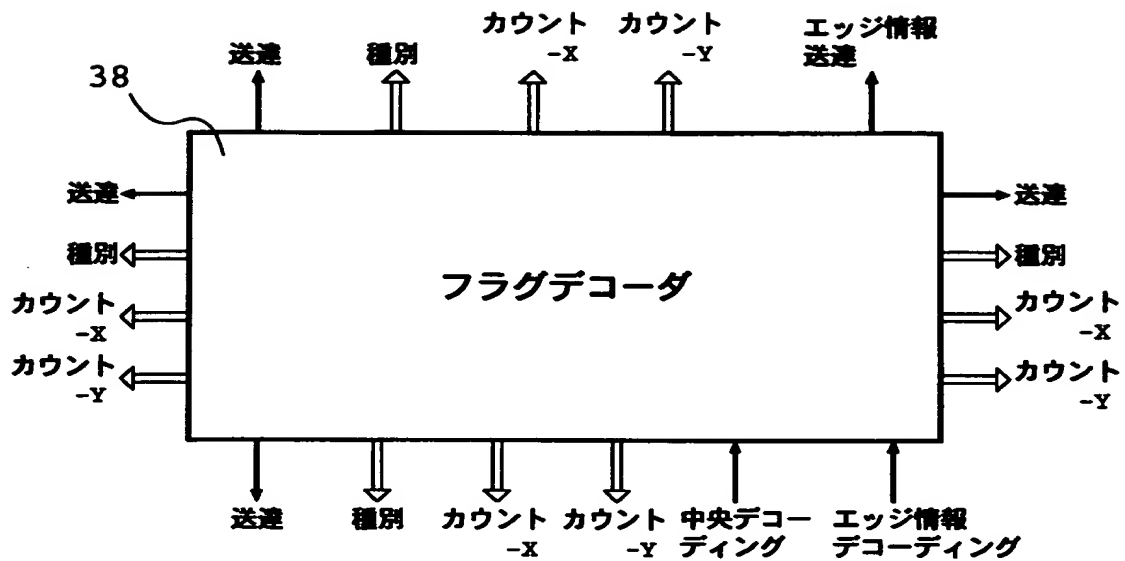 カウント
-X
カウント
-Y
エッジ情報
送達
送達
種別
38
送達
種別
カウント
-X
カウント
-Y
フラグデコーダ
送達
種別
カウント
-X
カウント
-Y
送達
種別
カウント
-X
カウント
-Y
中央デコー
ディング
エッジ情報
デコーディング